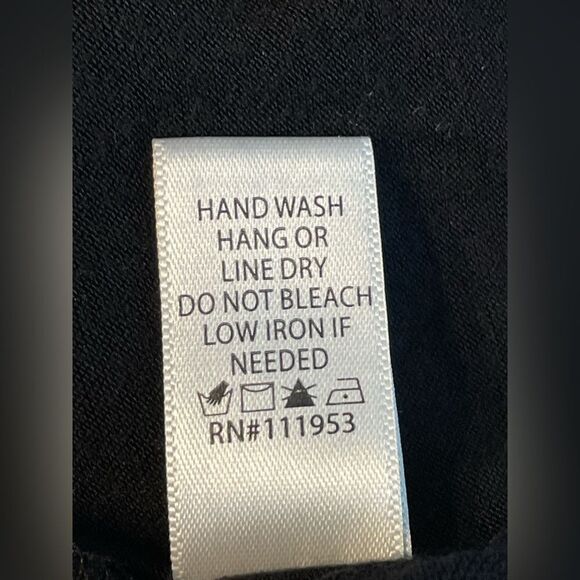 HAND WASH
HANG OR
LINE DRY
DO NOT BLEACH
LOW IRON IF
NEEDED
RN#111953